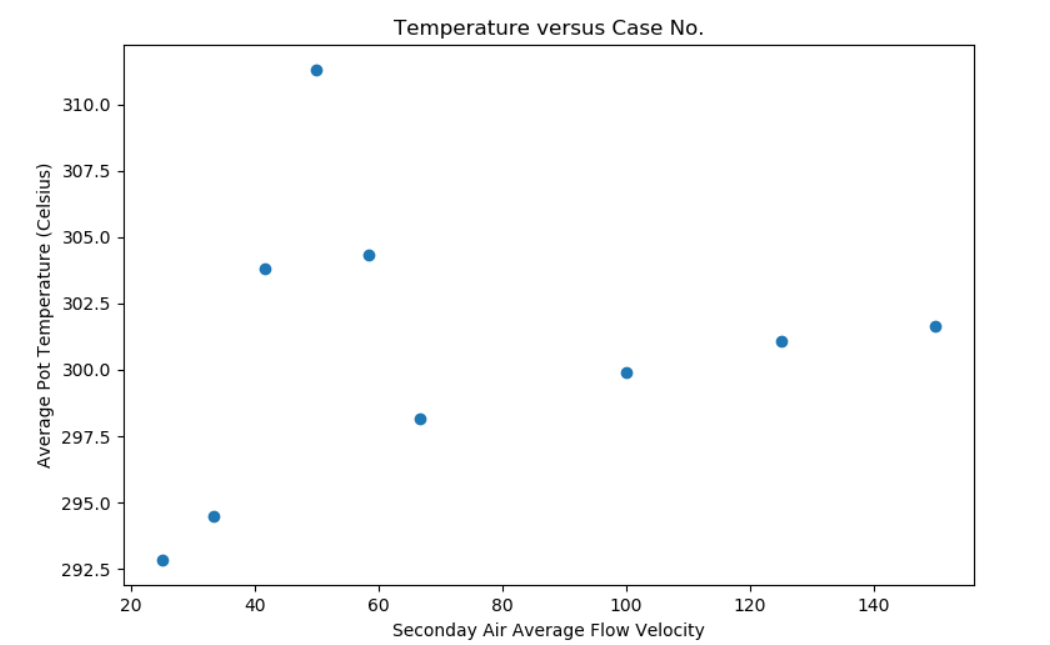 Temperature versus Case No.
Average Pot Temperature (Celsius)
310.0
307.5
305.0
302.5
300.0
297.5
295.0
292.5
20 40 60 80 100 120 140
Seconday Air Average Flow Velocity